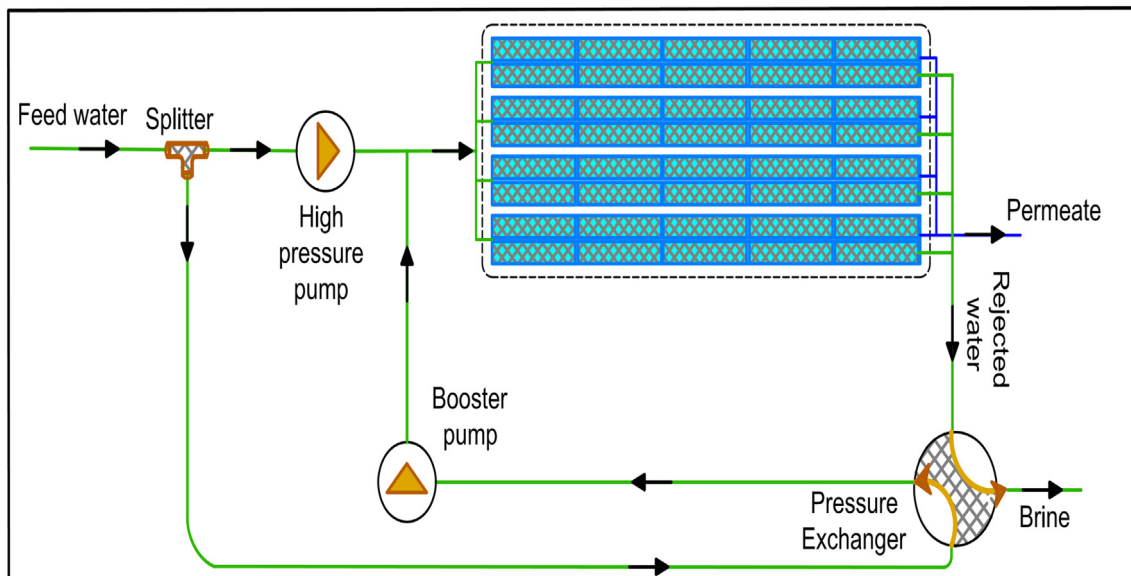 Feed water
Splitter
High
pressure
pump
Permeate
Rejected
water
Booster
pump
Pressure
Exchanger
Brine